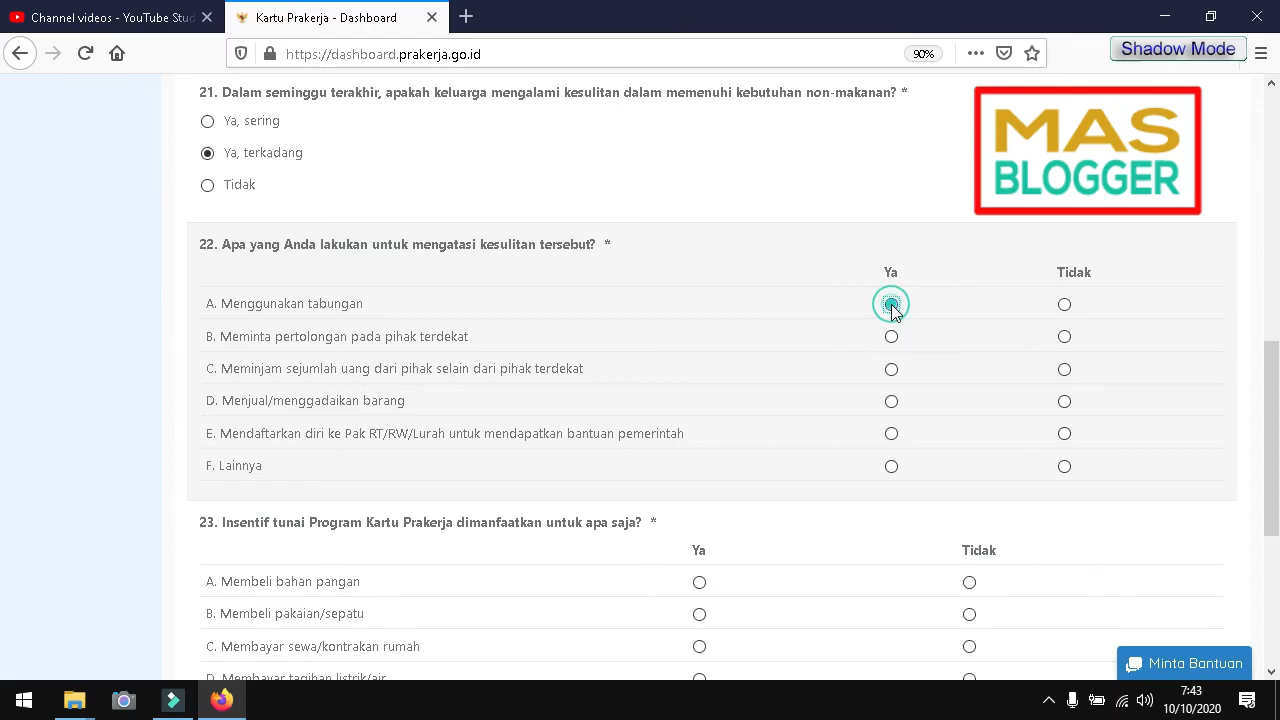 Channel videos - YouTube Stud
Kartu Prakerja - Dashboard
https://dashboard.prakerja.go.id
90%
Shadow Mode
21. Dalam seminggu terakhir, apakah keluarga mengalami kesulitan dalam memenuhi kebutuhan non-makanan? *
Ya, sering
Ya, terkadang
Tidak
MAS
BLOGGER
22. Apa yang Anda lakukan untuk mengatasi kesulitan tersebut? *
Ya Tidak
A. Menggunakan tabungan
B. Meminta pertolongan pada pihak terdekat
C. Meminjam sejumlah uang dari pihak selain dari pihak terdekat
D. Menjual/menggadaikan barang
E. Mendaftarkan diri ke Pak RT/RW/Lurah untuk mendapatkan bantuan pemerintah
F. Lainnya
23. Insentif tunai Program Kartu Prakerja dimanfaatkan untuk apa saja? *
Ya Tidak
A. Membeli bahan pangan
B. Membeli pakaian/sepatu
C. Membayar sewa/kontrakan rumah
D. Membayar tagihan listrik/air
Minta Bantuan
7:43
10/10/2020